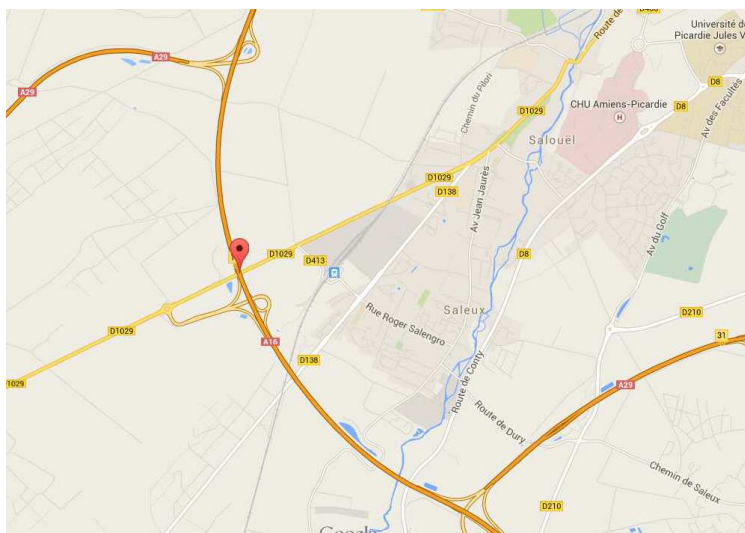 D408
Université de
Picardie Jules V
Route de
A29
D8
A29
Chemin du Pilori
CHU Amiens-Picardie
D1029
D8
Av des Facultés
Salouël
D1029
D138
Av Jean Jaurès
D1029
D413
D8
Av du Golf
Rue Roger Salengro
Saleux
D210
D1029
31
A16
D138
Route de Conty
D1029
A29
Route de Dury
Chemin de Saleux
D210
Google